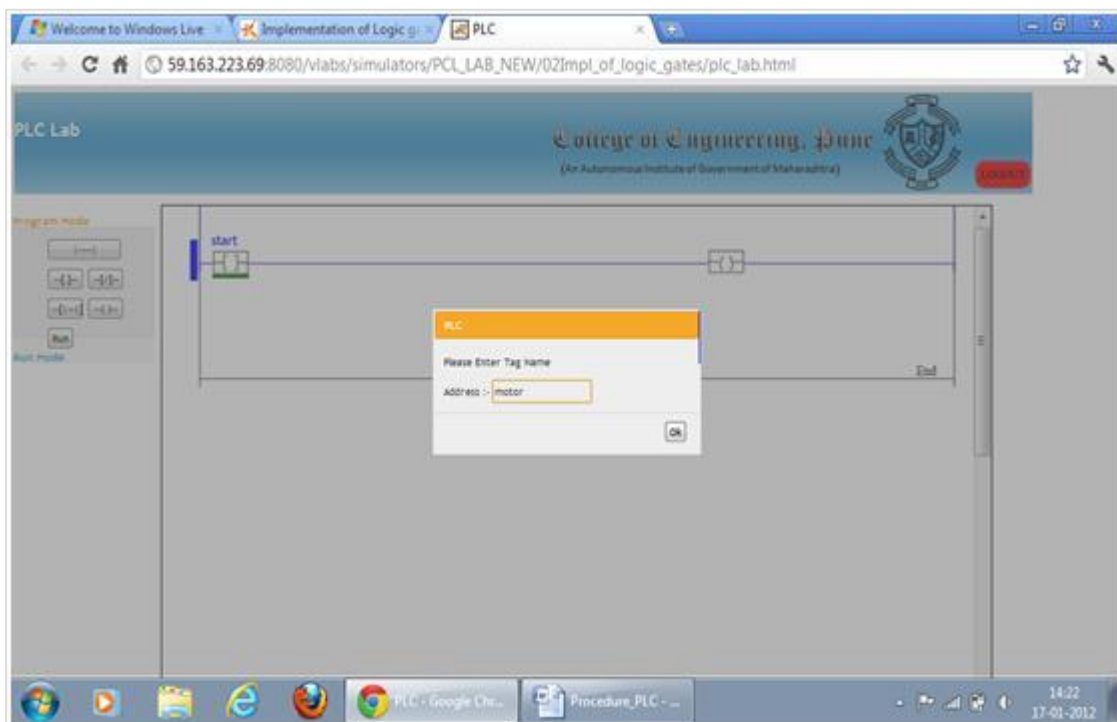 Welcome to Windows Live
Implementation of Logic g
PLC
59.163.223.69:8080/vlabs/simulators/PCL_LAB_NEW/02Impl_of_logic_gates/plc_lab.html
PLC Lab
College of Engineering, Pune
(An Autonomous Institute of Government of Maharashtra)
LOGOUT
Program Mode
start
Run
Run Mode
End
PLC
Please Enter Tag Name
Address :- motor
Ok
PLC - Google Chr...
Procedure_PLC - ...
14:22
17-01-2012